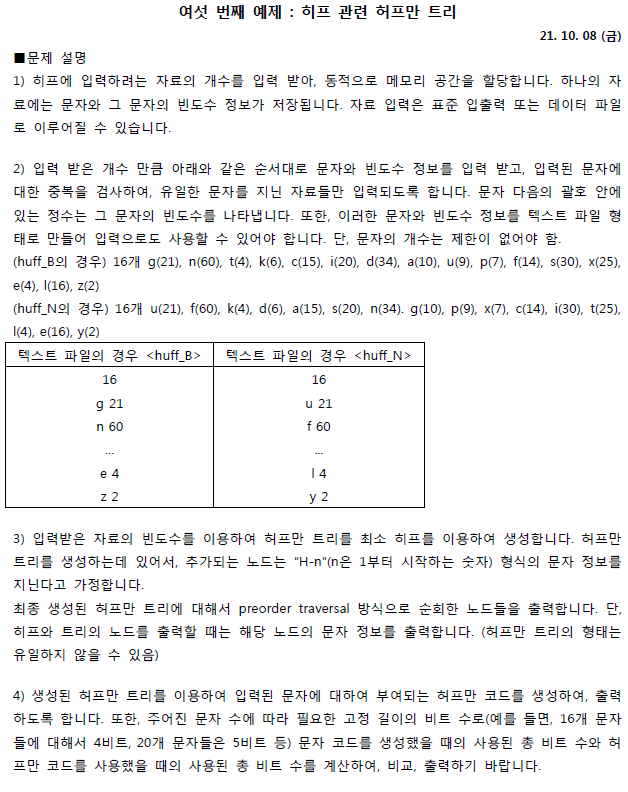 여섯 번째 예제 : 히프 관련 허프만 트리
21. 10. 08 (금)
■문제 설명
1) 히프에 입력하려는 자료의 개수를 입력 받아, 동적으로 메모리 공간을 할당합니다. 하나의 자
료에는 문자와 그 문자의 빈도수 정보가 저장됩니다. 자료 입력은 표준 입출력 또는 데이터 파일
로 이루어질 수 있습니다.
2) 입력 받은 개수 만큼 아래와 같은 순서대로 문자와 빈도수 정보를 입력 받고, 입력된 문자에
대한 중복을 검사하여, 유일한 문자를 지닌 자료들만 입력되도록 합니다. 문자 다음의 괄호 안에
있는 정수는 그 문자의 빈도수를 나타냅니다. 또한, 이러한 문자와 빈도수 정보를 텍스트 파일 형
태로 만들어 입력으로도 사용할 수 있어야 합니다. 단, 문자의 개수는 제한이 없어야 함.
(huff_B의 경우) 16개 g(21), n(60), t(4), k(6), c(15), i(20), d(34), a(10), u(9), p(7), f(14), s(30), x(25),
e(4), l(16), z(2)
(huff_N의 경우) 16개 u(21), f(60), k(4), d(6), a(15), s(20), n(34). g(10), p(9), x(7), c(14), i(30), t(25),
l(4), e(16), y(2)
텍스트 파일의 경우 <huff_B> 텍스트 파일의 경우 <huff_N>
16 16
g 21 u 21
n 60 f 60
... ...
e 4 l 4
z 2 y 2
3) 입력받은 자료의 빈도수를 이용하여 허프만 트리를 최소 히프를 이용하여 생성합니다. 허프만
트리를 생성하는데 있어서, 추가되는 노드는 “H-n”(n은 1부터 시작하는 숫자) 형식의 문자 정보를
지닌다고 가정합니다.
최종 생성된 허프만 트리에 대해서 preorder traversal 방식으로 순회한 노드들을 출력합니다. 단,
히프와 트리의 노드를 출력할 때는 해당 노드의 문자 정보를 출력합니다. (허프만 트리의 형태는
유일하지 않을 수 있음)
4) 생성된 허프만 트리를 이용하여 입력된 문자에 대하여 부여되는 허프만 코드를 생성하여, 출력
하도록 합니다. 또한, 주어진 문자 수에 따라 필요한 고정 길이의 비트 수로(예를 들면, 16개 문자
들에 대해서 4비트, 20개 문자들은 5비트 등) 문자 코드를 생성했을 때의 사용된 총 비트 수와 허
프만 코드를 사용했을 때의 사용된 총 비트 수를 계산하여, 비교, 출력하기 바랍니다.